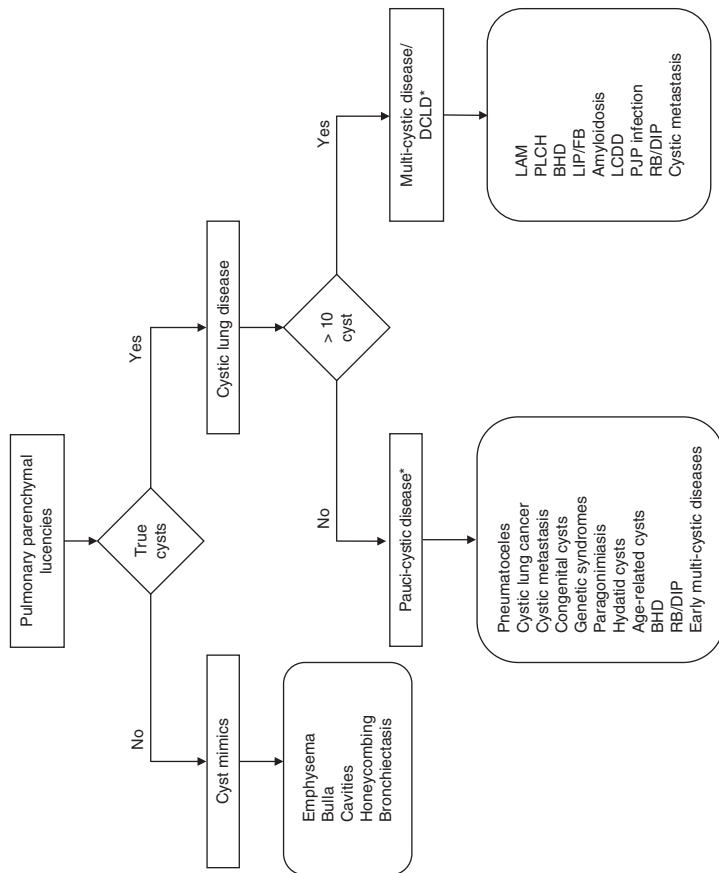 Pulmonary parenchymal
lucencies
True
cysts
No
Yes
Cyst mimics
Emphysema
Bulla
Cavities
Honeycombing
Bronchiectasis
Cystic lung disease
> 10
cyst
No
Yes
Pauci-cystic disease*
Pneumatoceles
Cystic lung cancer
Cystic metastasis
Congenital cysts
Genetic syndromes
Paragonimiasis
Hydatid cysts
Age-related cysts
BHD
RB/DIP
Early multi-cystic diseases
Multi-cystic disease/
DCLD*
LAM
PLCH
BHD
LIP/FB
Amyloidosis
LCDD
PJP infection
RB/DIP
Cystic metastasis